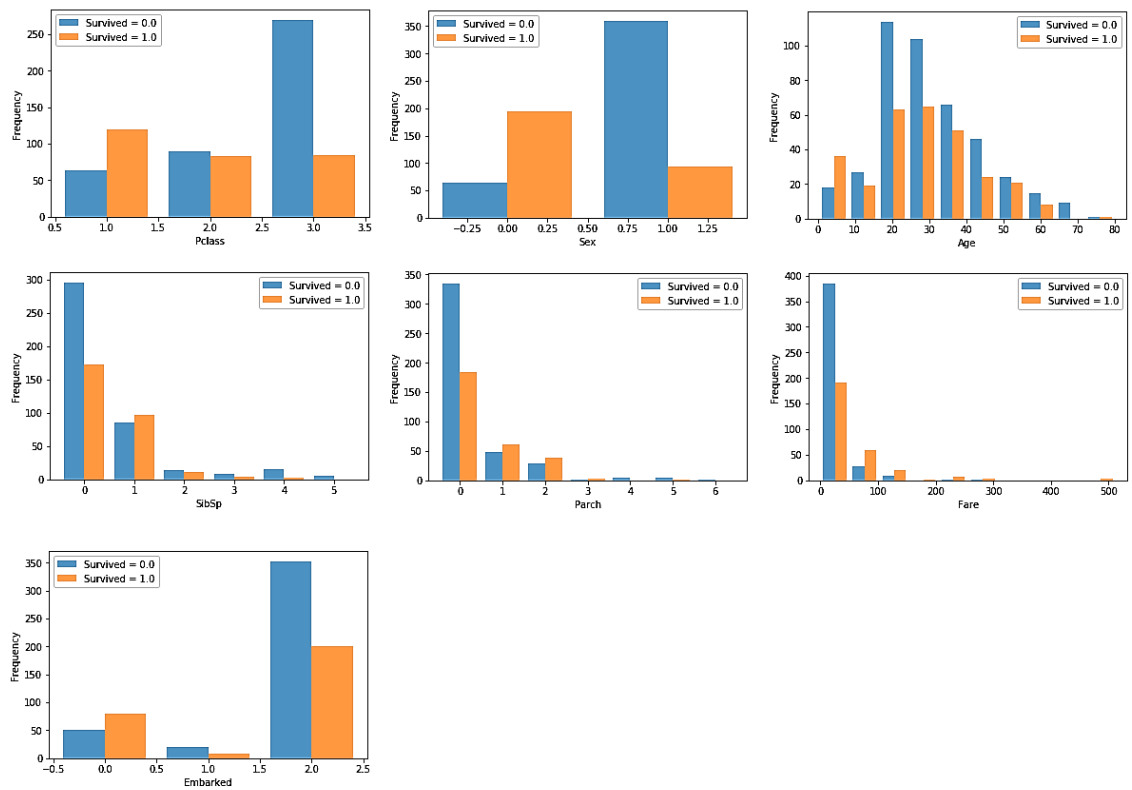 Survived = 0.0
Survived = 1.0
250
200
150
100
50
0
Frequency
0.5 1.0 1.5 2.0 2.5 3.0 3.5
Pclass
Survived = 0.0
Survived = 1.0
350
300
250
200
150
100
50
0
Frequency
−0.25 0.00 0.25 0.50 0.75 1.00 1.25
Sex
Survived = 0.0
Survived = 1.0
100
80
60
40
20
0
Frequency
0 10 20 30 40 50 60 70 80
Age
Survived = 0.0
Survived = 1.0
300
250
200
150
100
50
0
Frequency
0 1 2 3 4 5
SibSp
Survived = 0.0
Survived = 1.0
350
300
250
200
150
100
50
0
Frequency
0 1 2 3 4 5 6
Parch
Survived = 0.0
Survived = 1.0
400
350
300
250
200
150
100
50
0
Frequency
0 100 200 300 400 500
Fare
Survived = 0.0
Survived = 1.0
350
300
250
200
150
100
50
0
Frequency
−0.5 0.0 0.5 1.0 1.5 2.0 2.5
Embarked